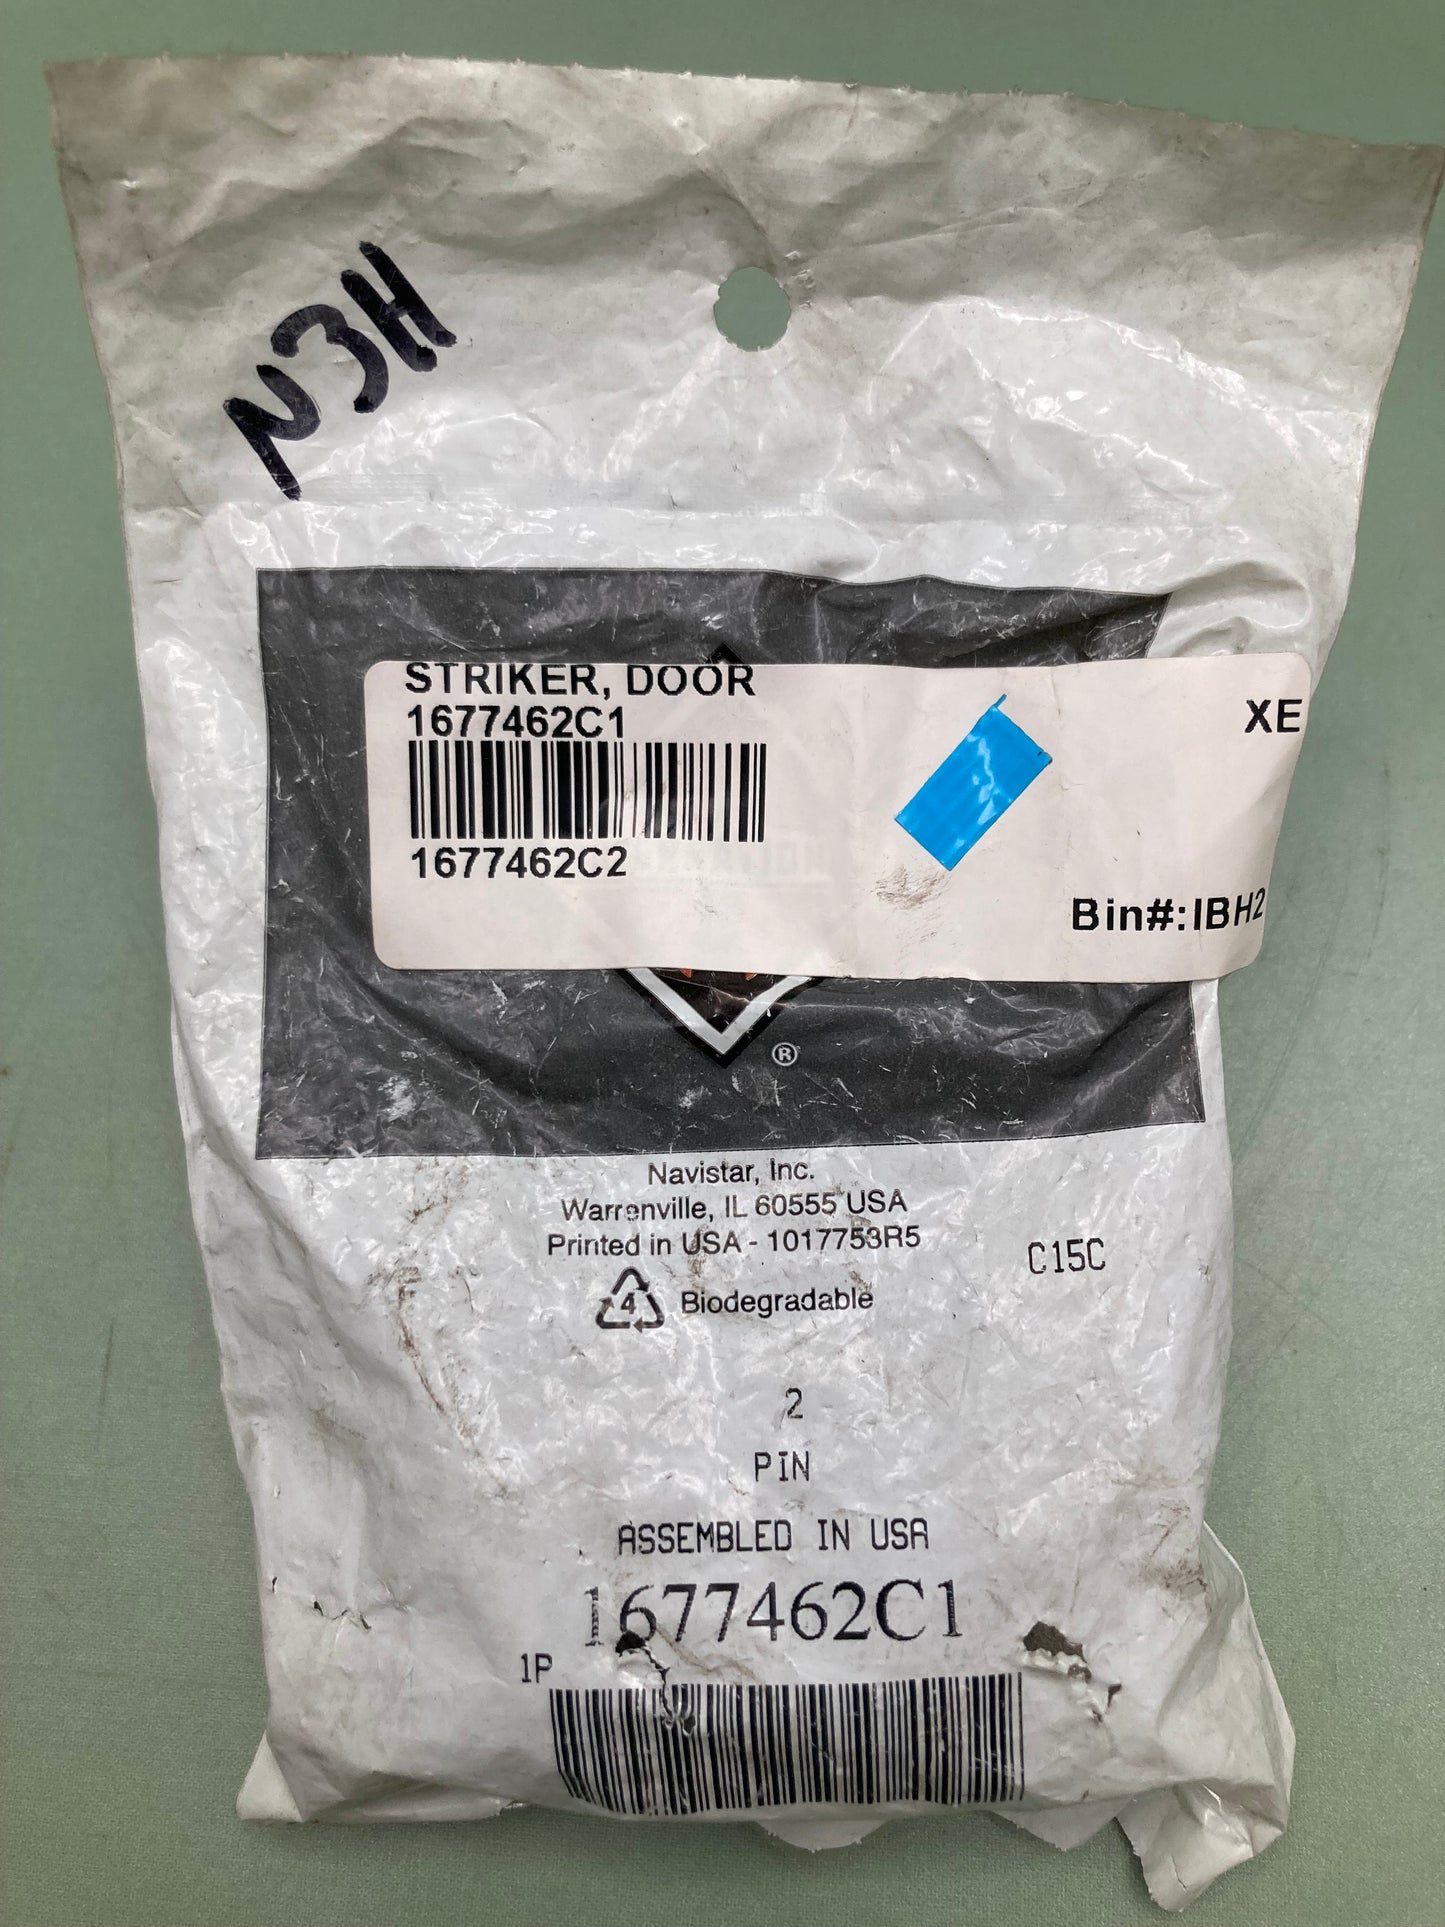 N3H
STRIKER, DOOR
1677462C1
XE
1677462C2
Bin#:IBH2
®
Navistar, Inc.
Warrenville, IL 60555 USA
Printed in USA - 1017753R5
C15C
4 Biodegradable
2
PIN
ASSEMBLED IN USA
1677462C1
1P